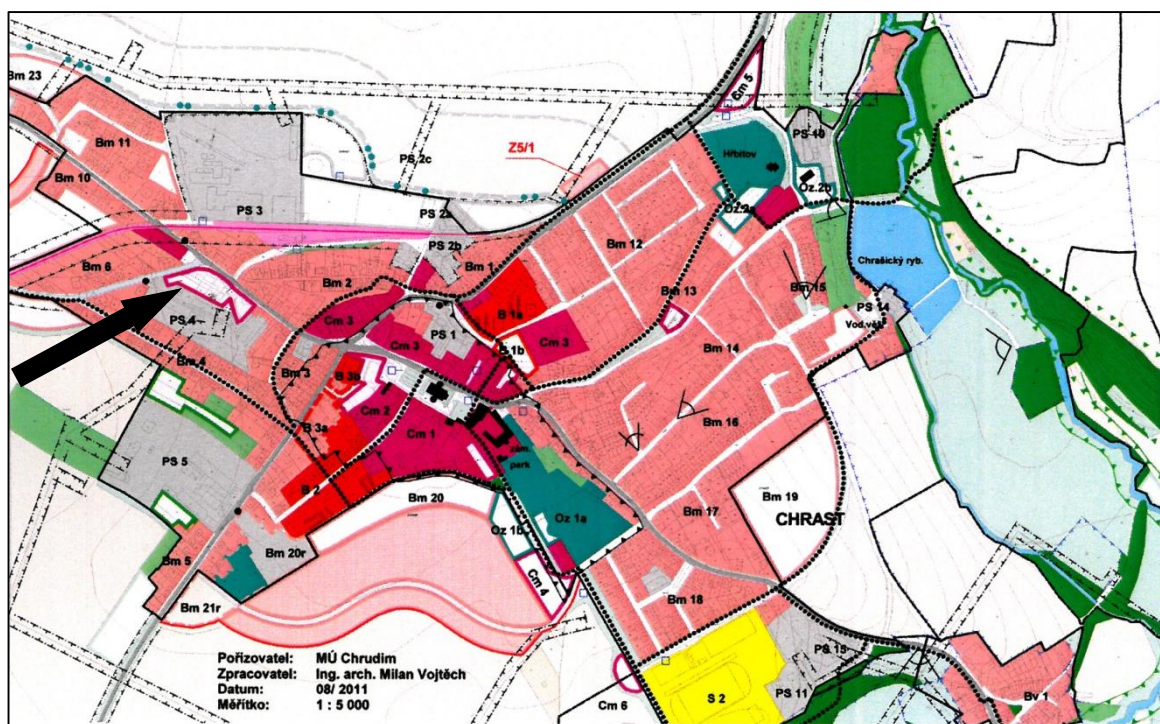 Bm 23
Bm 5
Bm 11
PS 10
Hřbitov
PS 2c
Z5/1
Oz.2b
Bm 10
Oz.2a
PS 3
PS 2a
Bm 12
PS 2b
Chrašický ryb.
Bm 6
Bm 2
Bm 1
Bm 13
Bm 15
PS 14
B 1a
Cm 3
PS 4
PS 1
Vod.věž
Cm 3
Cm 3
1b
Bm 14
Bm 4
Bm 3
B 3b
Cm 2
Bm 16
B 3a
Cm 1
zám.
park
PS 5
Bm 19
B 2
Bm 20
CHRAST
Oz 1a
Oz 1b
Bm 17
Bm 20r
Bm 5
Cm 4
Bm 18
Bm 21r
Pořizovatel: MÚ Chrudim
Zpracovatel: Ing. arch. Milan Vojtěch
Datum: 08/ 2011
Měřítko: 1 : 5 000
PS 15
PS 11
S 2
Bv 1
Cm 6